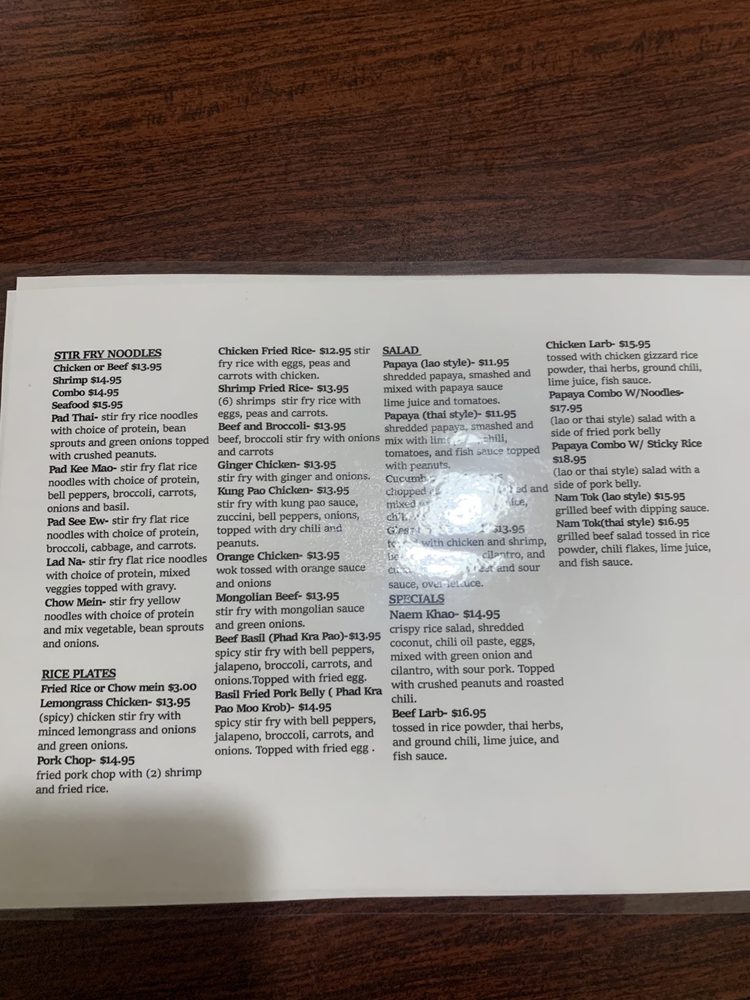 STIR FRY NOODLES
Chicken or Beef $13.95
Shrimp $14.95
Combo $14.95
Seafood $15.95
Pad Thai- stir fry rice noodles
with choice of protein, bean
sprouts and green onions topped
with crushed peanuts.
Pad Kee Mao- stir fry flat rice
noodles with choice of protein,
bell peppers, broccoli, carrots,
onions and basil.
Pad See Ew- stir fry flat rice
noodles with choice of protein,
broccoli, cabbage, and carrots.
Lad Na- stir fry flat rice noodles
with choice of protein, mixed
veggies topped with gravy.
Chow Mein- stir fry yellow
noodles with choice of protein
and mix vegetable, bean sprouts
and onions.
RICE PLATES
Fried Rice or Chow mein $3.00
Lemongrass Chicken- $13.95
(spicy) chicken stir fry with
minced lemongrass and onions
and green onions.
Pork Chop- $14.95
fried pork chop with (2) shrimp
and fried rice.
Chicken Fried Rice- $12.95 stir
fry rice with eggs, peas and
carrots with chicken.
Shrimp Fried Rice- $13.95
(6) shrimps stir fry rice with
eggs, peas and carrots.
Beef and Broccoli- $13.95
beef, broccoli stir fry with onions
and carrots
Ginger Chicken- $13.95
stir fry with ginger and onions.
Kung Pao Chicken- $13.95
stir fry with kung pao sauce,
zuccini, bell peppers, onions,
topped with dry chili and
peanuts.
Orange Chicken- $13.95
wok tossed with orange sauce
and onions
Mongolian Beef- $13.95
stir fry with mongolian sauce
and green onions.
Beef Basil (Phad Kra Pao)-$13.95
spicy stir fry with bell peppers,
jalapeno, broccoli, carrots, and
onions.Topped with fried egg.
Basil Fried Pork Belly ( Phad Kra
Pao Moo Krob)- $14.95
spicy stir fry with bell peppers,
jalapeno, broccoli, carrots, and
onions. Topped with fried egg .
SALAD
Papaya (lao style)- $11.95
shredded papaya, smashed and
mixed with papaya sauce
lime juice and tomatoes.
Papaya (thai style)- $11.95
shredded papaya, smashed and
mix with chili,
tomatoes, and fish sauce topped
with peanuts.
chopped and
mixed
$13.95
with chicken and shrimp,
cilantro, and
and sour
sauce, over lettuce.
SPECIALS
Naem Khao- $14.95
crispy rice salad, shredded
coconut, chili oil paste, eggs,
mixed with green onion and
cilantro, with sour pork. Topped
with crushed peanuts and roasted
chili.
Beef Larb- $16.95
tossed in rice powder, thai herbs,
and ground chili, lime juice, and
fish sauce.
Chicken Larb- $15.95
tossed with chicken gizzard rice
powder, thai herbs, ground chili,
lime juice, fish sauce.
Papaya Combo W/Noodles-
$17.95
(lao or thai style) salad with a
side of fried pork belly
Papaya Combo W/ Sticky Rice
$18.95
(lao or thai style) salad with a
side of pork belly.
Nam Tok (lao style) $15.95
grilled beef with dipping sauce.
Nam Tok(thai style) $16.95
grilled beef salad tossed in rice
powder, chili flakes, lime juice,
and fish sauce.